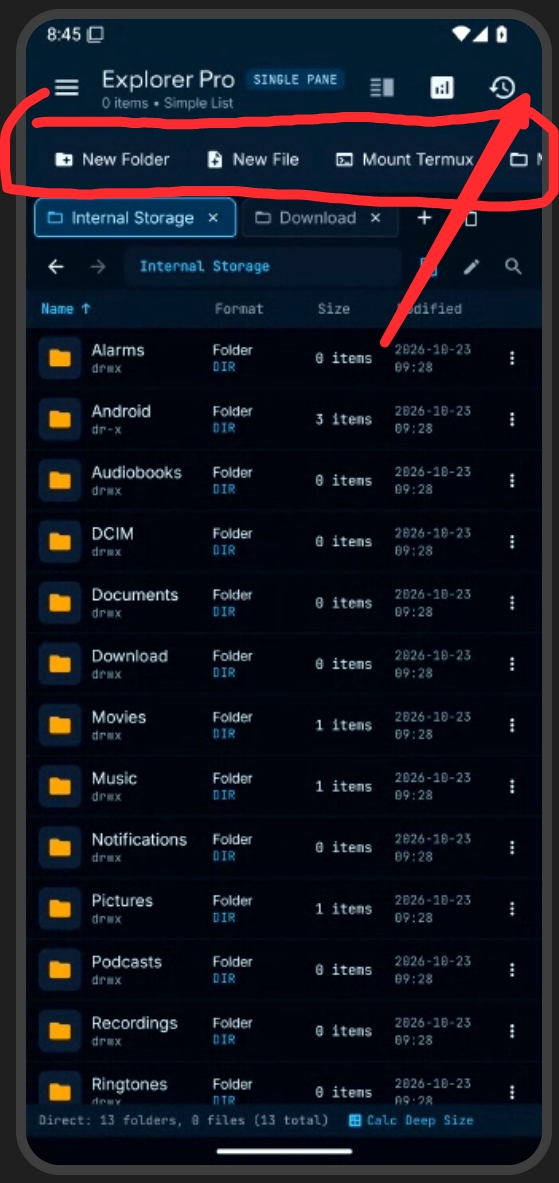 8:45
Explorer Pro SINGLE PANE
0 items • Simple List
New Folder New File Mount Termux
Internal Storage × Download × +
Internal Storage
Name ↑ Format Size Modified
Alarms Folder 0 items 2026-10-23
drwx DIR 09:28
Android Folder 3 items 2026-10-23
dr-x DIR 09:28
Audiobooks Folder 0 items 2026-10-23
drwx DIR 09:28
DCIM Folder 0 items 2026-10-23
drwx DIR 09:28
Documents Folder 0 items 2026-10-23
drwx DIR 09:28
Download Folder 0 items 2026-10-23
drwx DIR 09:28
Movies Folder 1 items 2026-10-23
drwx DIR 09:28
Music Folder 1 items 2026-10-23
drwx DIR 09:28
Notifications Folder 0 items 2026-10-23
drwx DIR 09:28
Pictures Folder 1 items 2026-10-23
drwx DIR 09:28
Podcasts Folder 0 items 2026-10-23
drwx DIR 09:28
Recordings Folder 0 items 2026-10-23
drwx DIR 09:28
Ringtones Folder 0 items 2026-10-23
drwx DIR 09:28
Direct: 13 folders, 0 files (13 total) Calc Deep Size